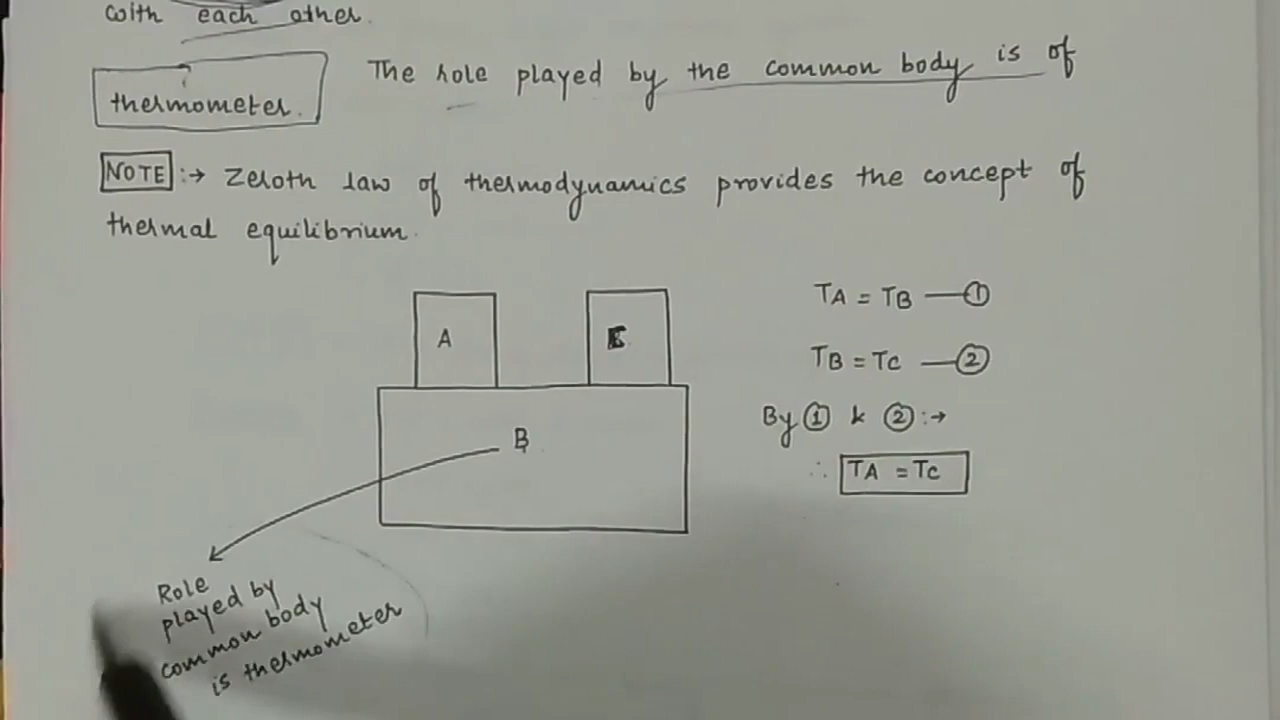 with each other.
The role played by the common body is of
thermometer.
NOTE :→ Zeroth law of thermodynamics provides the concept of
thermal equilibrium.
A
C
B
TA = TB —①
TB = TC —②
By ① & ② :→
∴ TA = TC
Role
played by
common body
is thermometer